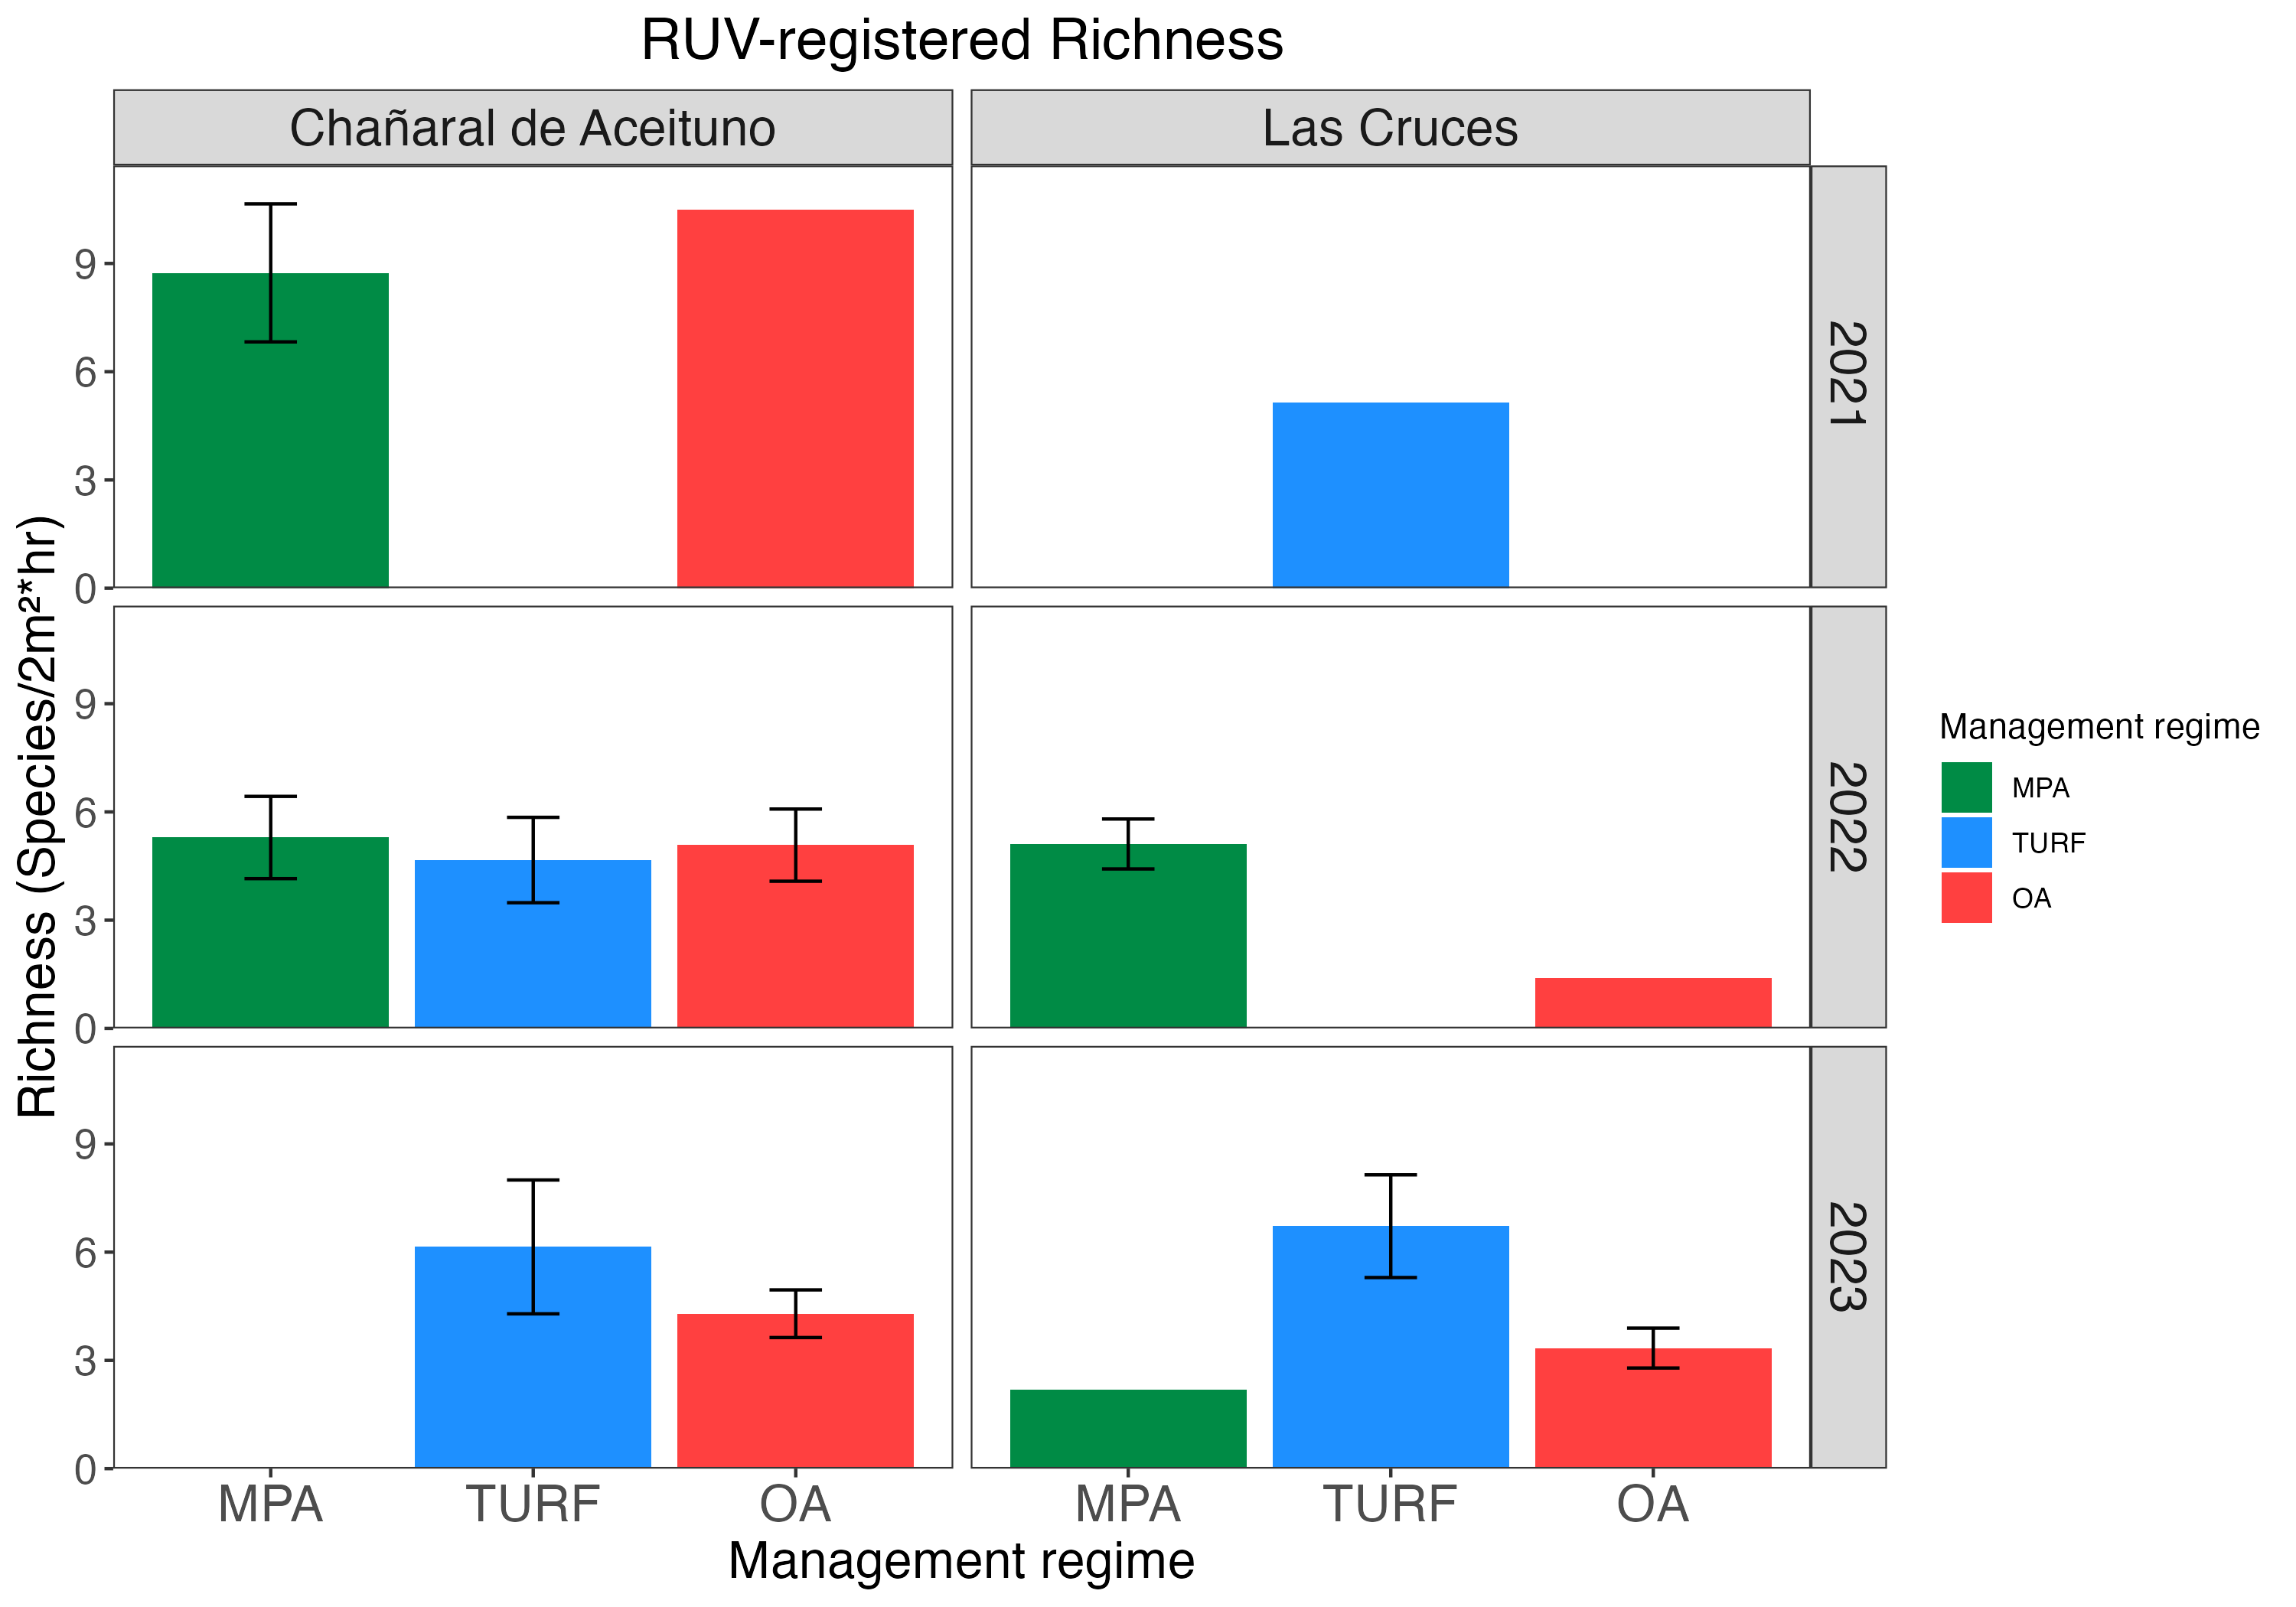 RUV-registered Richness
Chañaral de Aceituno
Las Cruces
Richness (Species/2m²*hr)
9
6
3
0
2021
9
6
3
0
2022
9
6
3
0
2023
MPA
TURF
OA
MPA
TURF
OA
Management regime
Management regime
MPA
TURF
OA